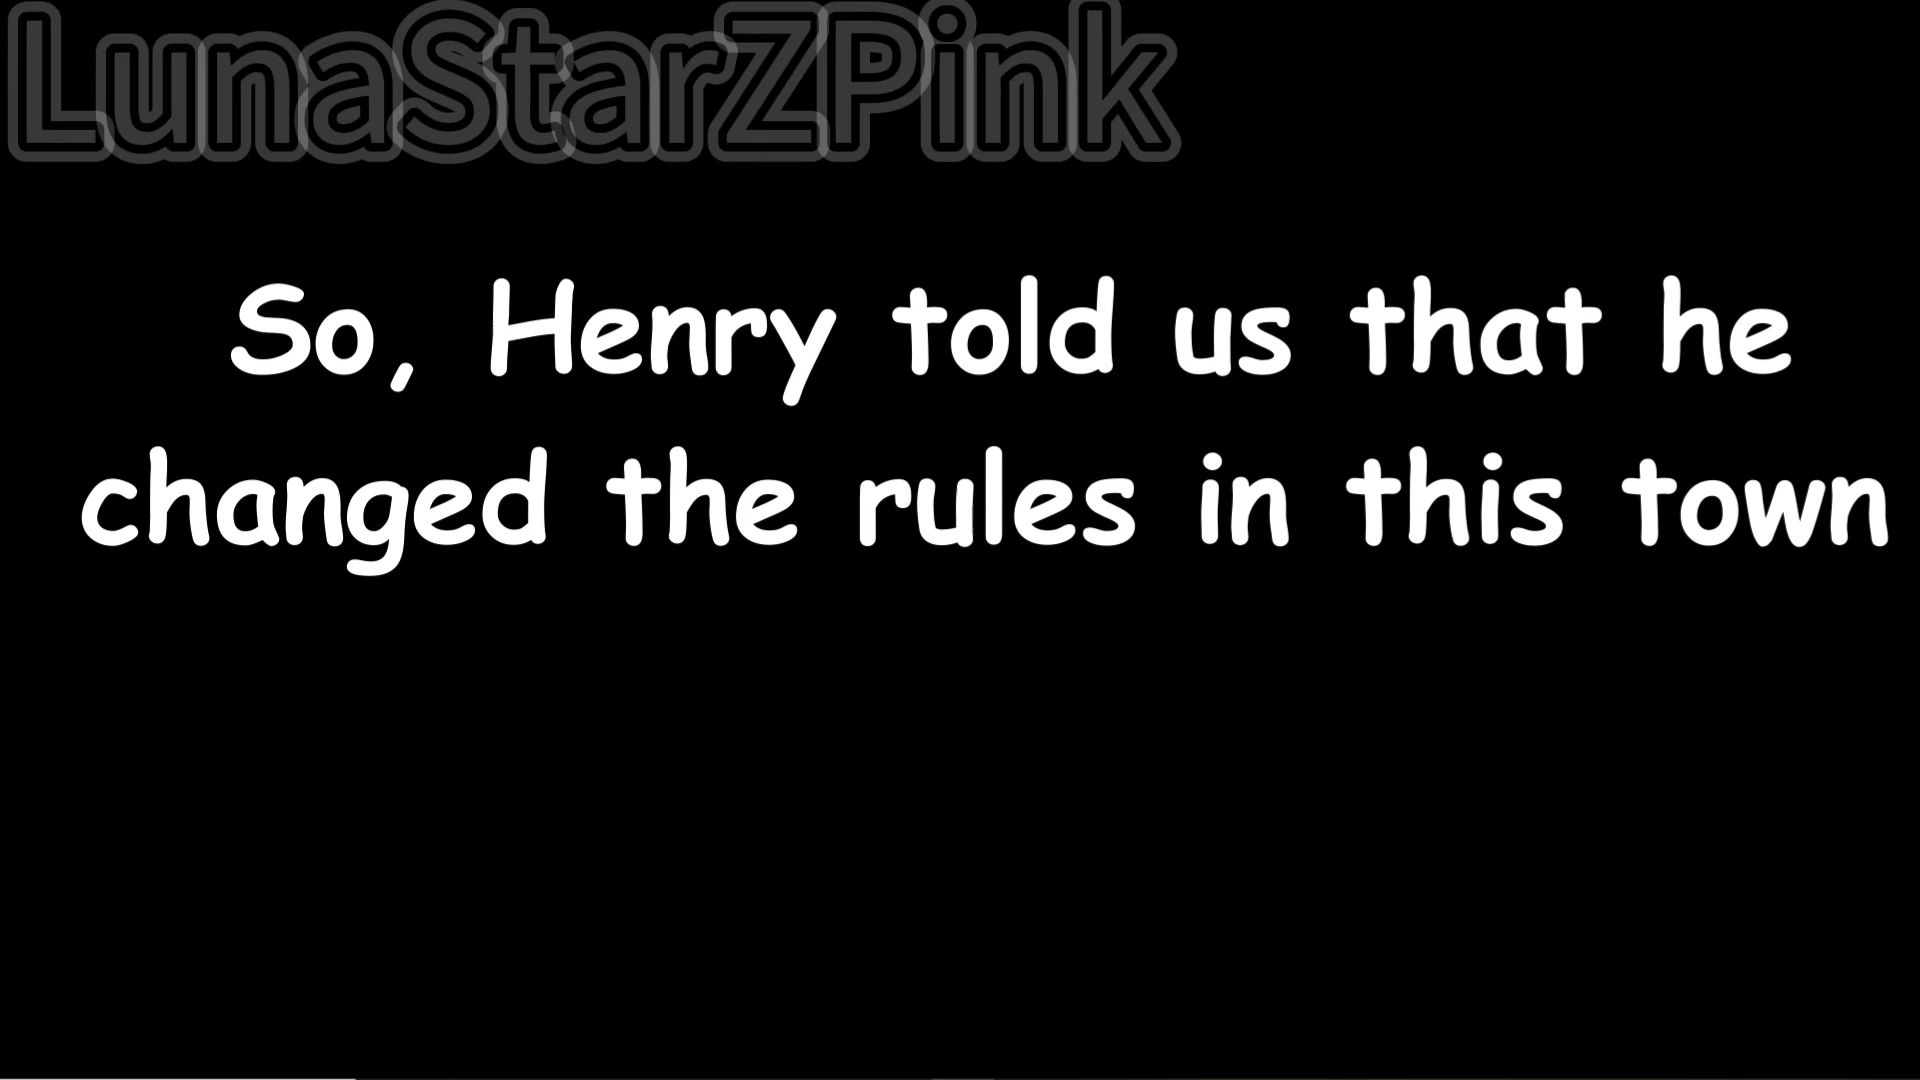 LunaStarZPink
So, Henry told us that he
changed the rules in this town